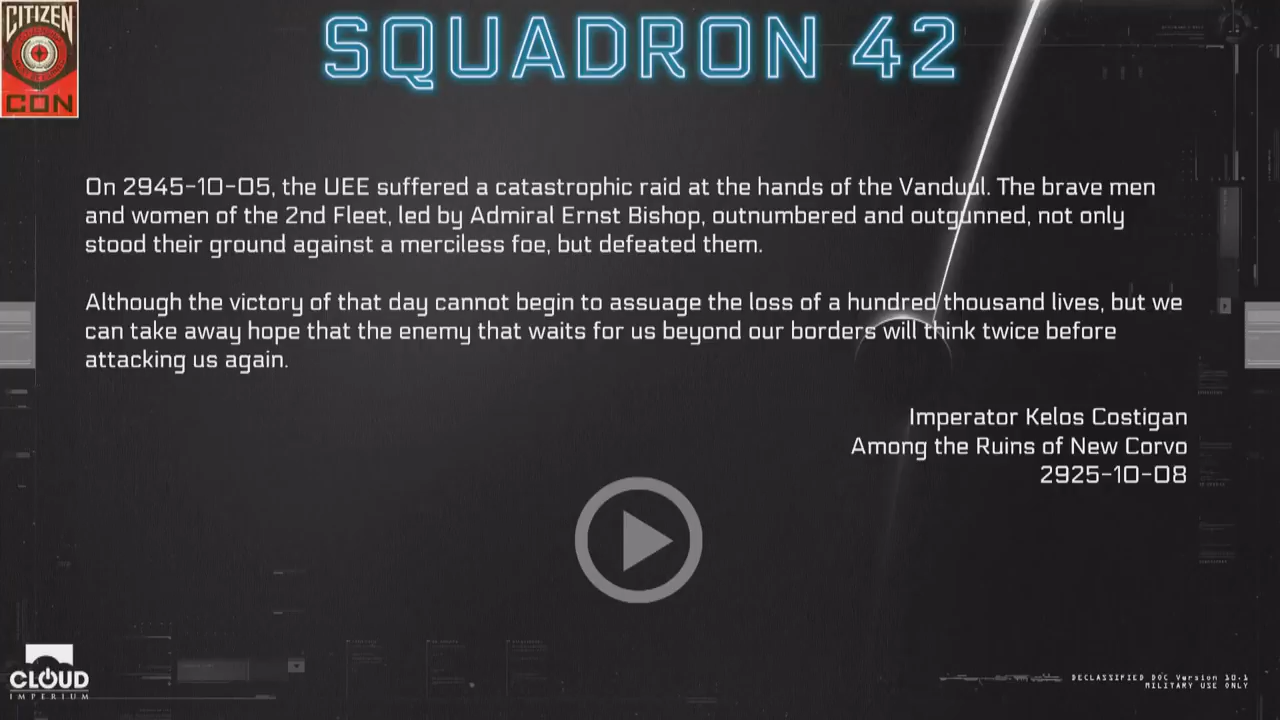 CITIZEN
CON
SQUADRON 42
On 2945-10-05, the UEE suffered a catastrophic raid at the hands of the Vanduul. The brave men
and women of the 2nd Fleet, led by Admiral Ernst Bishop, outnumbered and outgunned, not only
stood their ground against a merciless foe, but defeated them.
Although the victory of that day cannot begin to assuage the loss of a hundred thousand lives, but we
can take away hope that the enemy that waits for us beyond our borders will think twice before
attacking us again.
Imperator Kelos Costigan
Among the Ruins of New Corvo
2925-10-08
CLOUD
IMPERIUM
DECLASSIFIED DOC Version 10.1
MILITARY USE ONLY